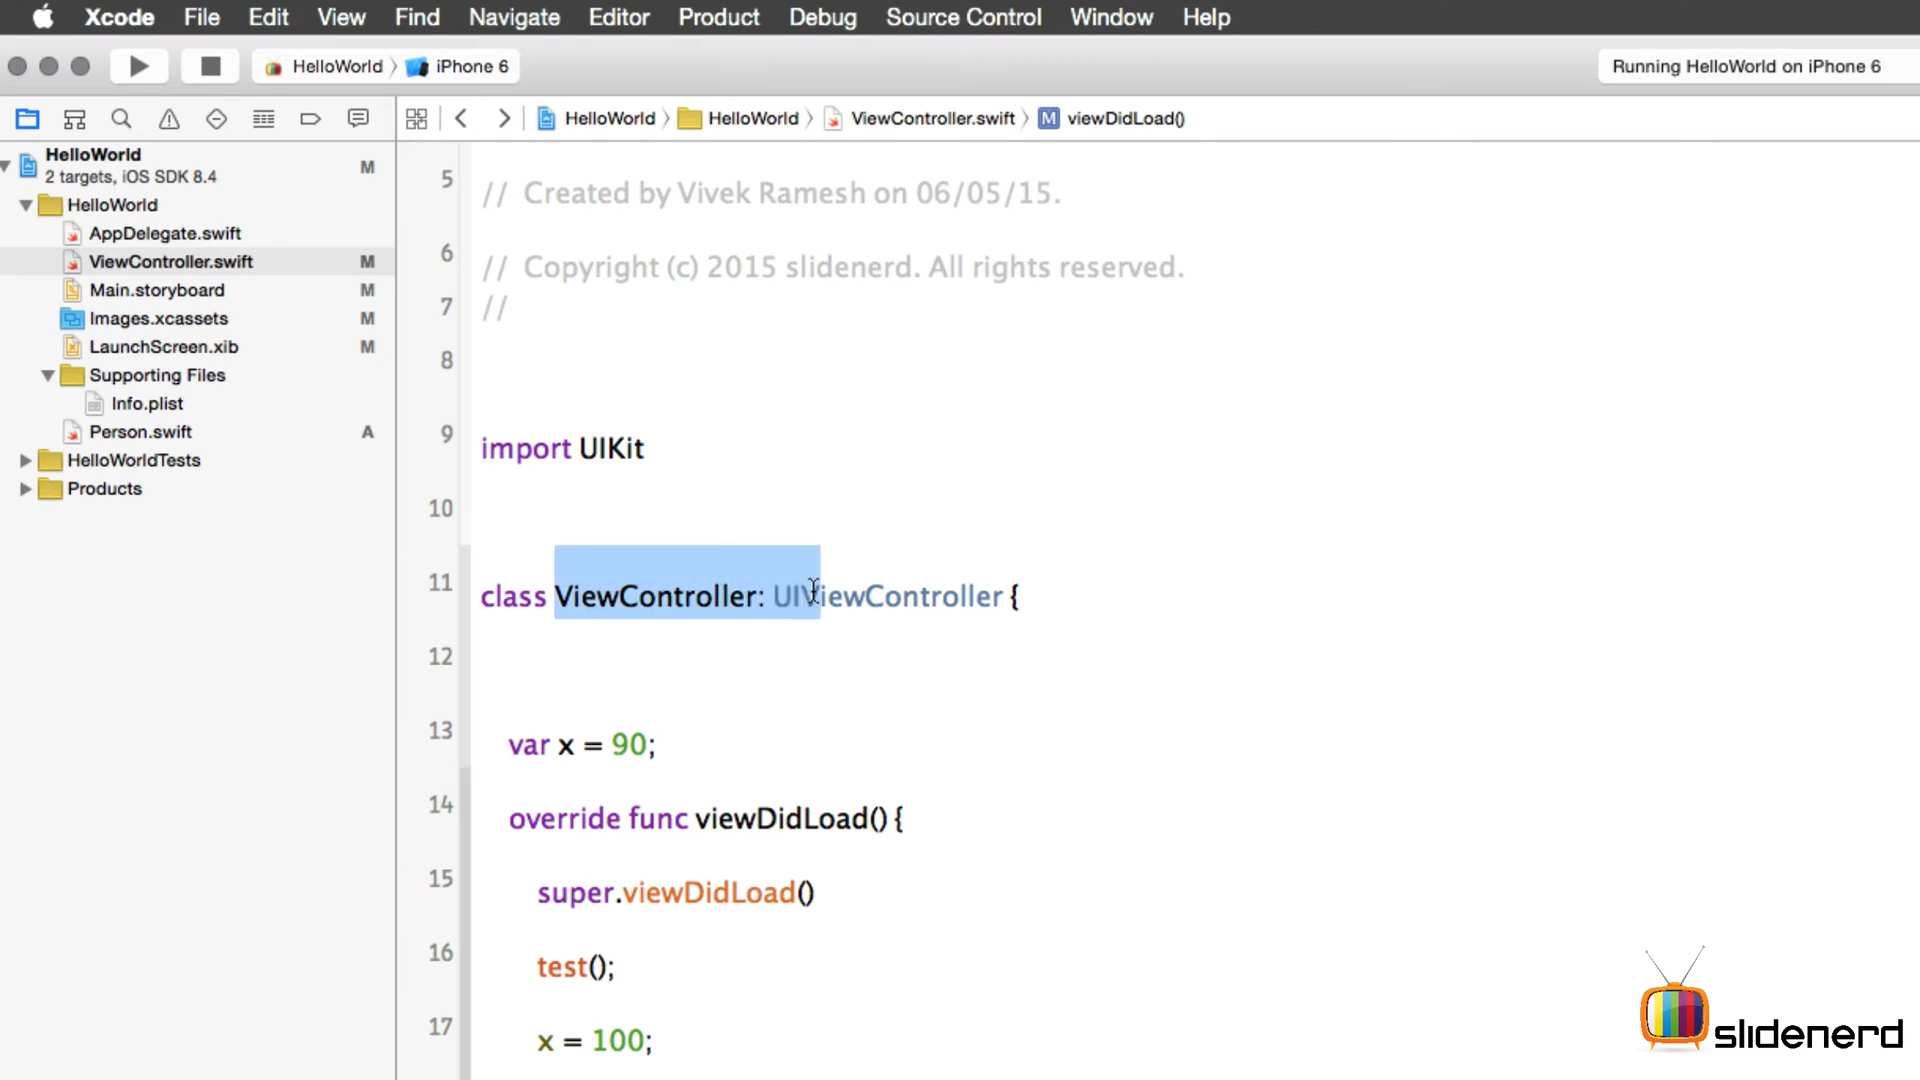 Xcode File Edit View Find Navigate Editor Product Debug Source Control Window Help
HelloWorld iPhone 6
Running HelloWorld on iPhone 6
HelloWorld HelloWorld ViewController.swift M viewDidLoad()
HelloWorld M
2 targets, iOS SDK 8.4
HelloWorld
AppDelegate.swift
ViewController.swift M
Main.storyboard M
Images.xcassets M
LaunchScreen.xib M
Supporting Files
Info.plist
Person.swift A
HelloWorldTests
Products
5 // Created by Vivek Ramesh on 06/05/15.
6 // Copyright (c) 2015 slidenerd. All rights reserved.
7 //
8
9 import UIKit
10
11 class ViewController: UIViewController {
12
13 var x = 90;
14 override func viewDidLoad() {
15 super.viewDidLoad()
16 test();
17 x = 100;
slidenerd